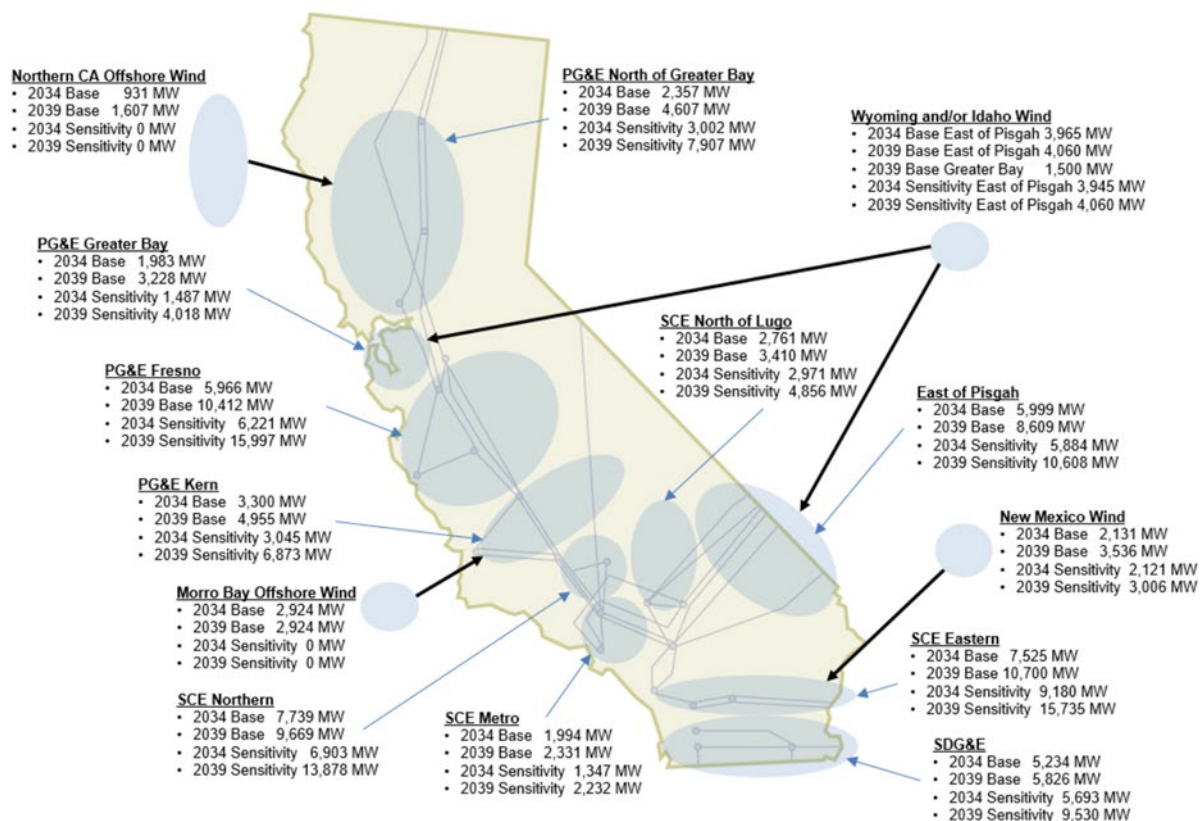 Northern CA Offshore Wind
• 2034 Base 931 MW
• 2039 Base 1,607 MW
• 2034 Sensitivity 0 MW
• 2039 Sensitivity 0 MW
PG&E North of Greater Bay
• 2034 Base 2,357 MW
• 2039 Base 4,607 MW
• 2034 Sensitivity 3,002 MW
• 2039 Sensitivity 7,907 MW
Wyoming and/or Idaho Wind
• 2034 Base East of Pisgah 3,965 MW
• 2039 Base East of Pisgah 4,060 MW
• 2039 Base Greater Bay 1,500 MW
• 2034 Sensitivity East of Pisgah 3,945 MW
• 2039 Sensitivity East of Pisgah 4,060 MW
PG&E Greater Bay
• 2034 Base 1,983 MW
• 2039 Base 3,228 MW
• 2034 Sensitivity 1,487 MW
• 2039 Sensitivity 4,018 MW
SCE North of Lugo
• 2034 Base 2,761 MW
• 2039 Base 3,410 MW
• 2034 Sensitivity 2,971 MW
• 2039 Sensitivity 4,856 MW
PG&E Fresno
• 2034 Base 5,966 MW
• 2039 Base 10,412 MW
• 2034 Sensitivity 6,221 MW
• 2039 Sensitivity 15,997 MW
East of Pisgah
• 2034 Base 5,999 MW
• 2039 Base 8,609 MW
• 2034 Sensitivity 5,884 MW
• 2039 Sensitivity 10,608 MW
PG&E Kern
• 2034 Base 3,300 MW
• 2039 Base 4,955 MW
• 2034 Sensitivity 3,045 MW
• 2039 Sensitivity 6,873 MW
New Mexico Wind
• 2034 Base 2,131 MW
• 2039 Base 3,536 MW
• 2034 Sensitivity 2,121 MW
• 2039 Sensitivity 3,006 MW
Morro Bay Offshore Wind
• 2034 Base 2,924 MW
• 2039 Base 2,924 MW
• 2034 Sensitivity 0 MW
• 2039 Sensitivity 0 MW
SCE Eastern
• 2034 Base 7,525 MW
• 2039 Base 10,700 MW
• 2034 Sensitivity 9,180 MW
• 2039 Sensitivity 15,735 MW
SCE Northern
• 2034 Base 7,739 MW
• 2039 Base 9,669 MW
• 2034 Sensitivity 6,903 MW
• 2039 Sensitivity 13,878 MW
SCE Metro
• 2034 Base 1,994 MW
• 2039 Base 2,331 MW
• 2034 Sensitivity 1,347 MW
• 2039 Sensitivity 2,232 MW
SDG&E
• 2034 Base 5,234 MW
• 2039 Base 5,826 MW
• 2034 Sensitivity 5,693 MW
• 2039 Sensitivity 9,530 MW